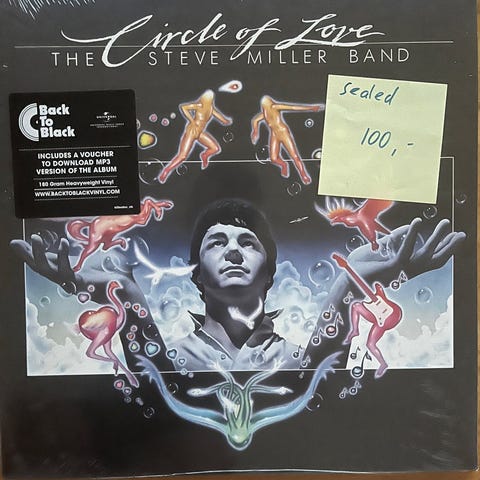 Circle of Love
THE STEVE MILLER BAND
Back
To
Black
UNIVERSAL
INCLUDES A VOUCHER
TO DOWNLOAD MP3
VERSION OF THE ALBUM
180 Gram Heavyweight Vinyl
WWW.BACKTOBLACKVINYL.COM
Sealed
100,-